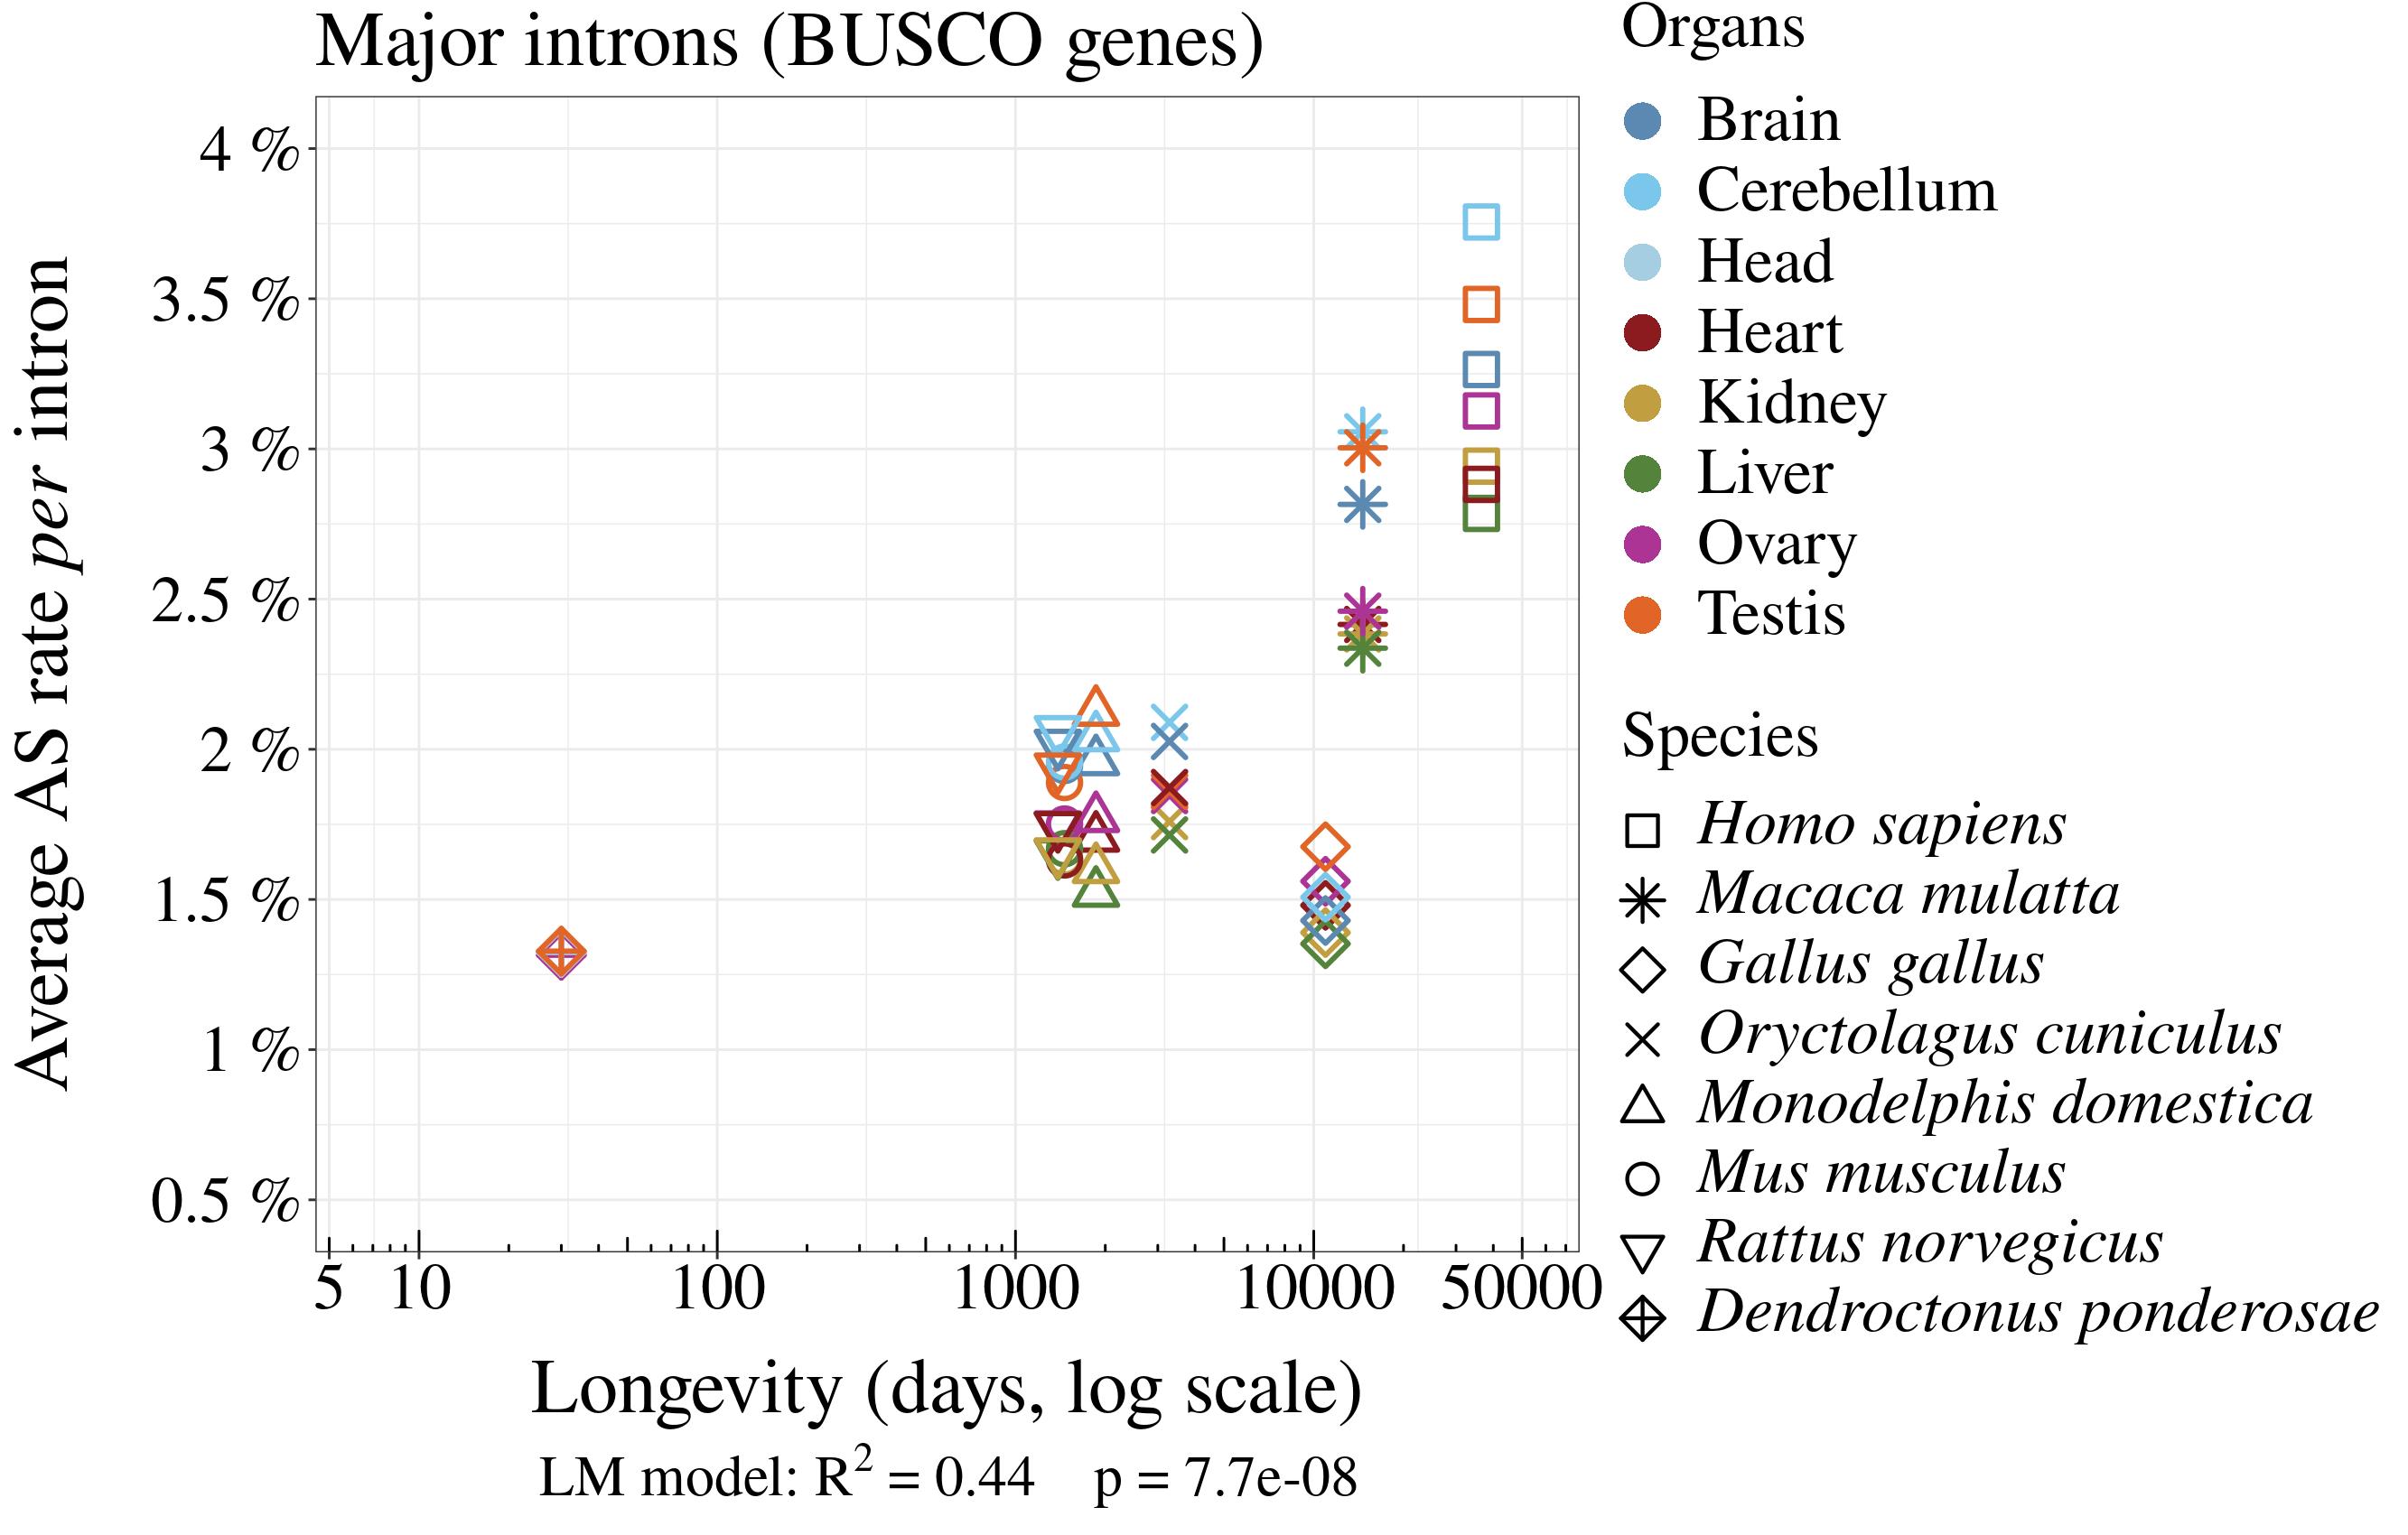 Major introns (BUSCO genes)
Average AS rate per intron
4 %
3.5 %
3 %
2.5 %
2 %
1.5 %
1 %
0.5 %
5
10
100
1000
10000
50000
Longevity (days, log scale)
LM model: R² = 0.44 p = 7.7e-08
Organs
Brain
Cerebellum
Head
Heart
Kidney
Liver
Ovary
Testis
Species
Homo sapiens
Macaca mulatta
Gallus gallus
Oryctolagus cuniculus
Monodelphis domestica
Mus musculus
Rattus norvegicus
Dendroctonus ponderosae